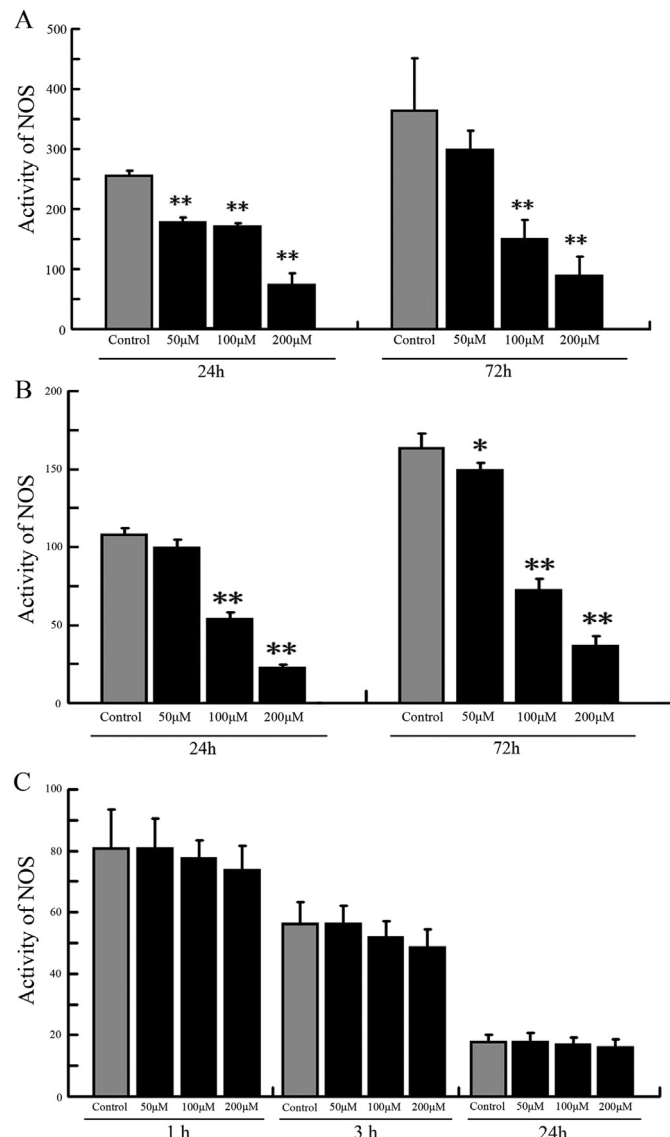 A
500
400
300
200
100
0
Activity of NOS
**
**
**
**
**
Control 50μM 100μM 200μM Control 50μM 100μM 200μM
24h 72h
B
200
150
100
50
0
Activity of NOS
**
**
*
**
**
Control 50μM 100μM 200μM Control 50μM 100μM 200μM
24h 72h
C
100
80
60
40
20
0
Activity of NOS
Control 50μM 100μM 200μM Control 50μM 100μM 200μM Control 50μM 100μM 200μM
1 h 3 h 24h